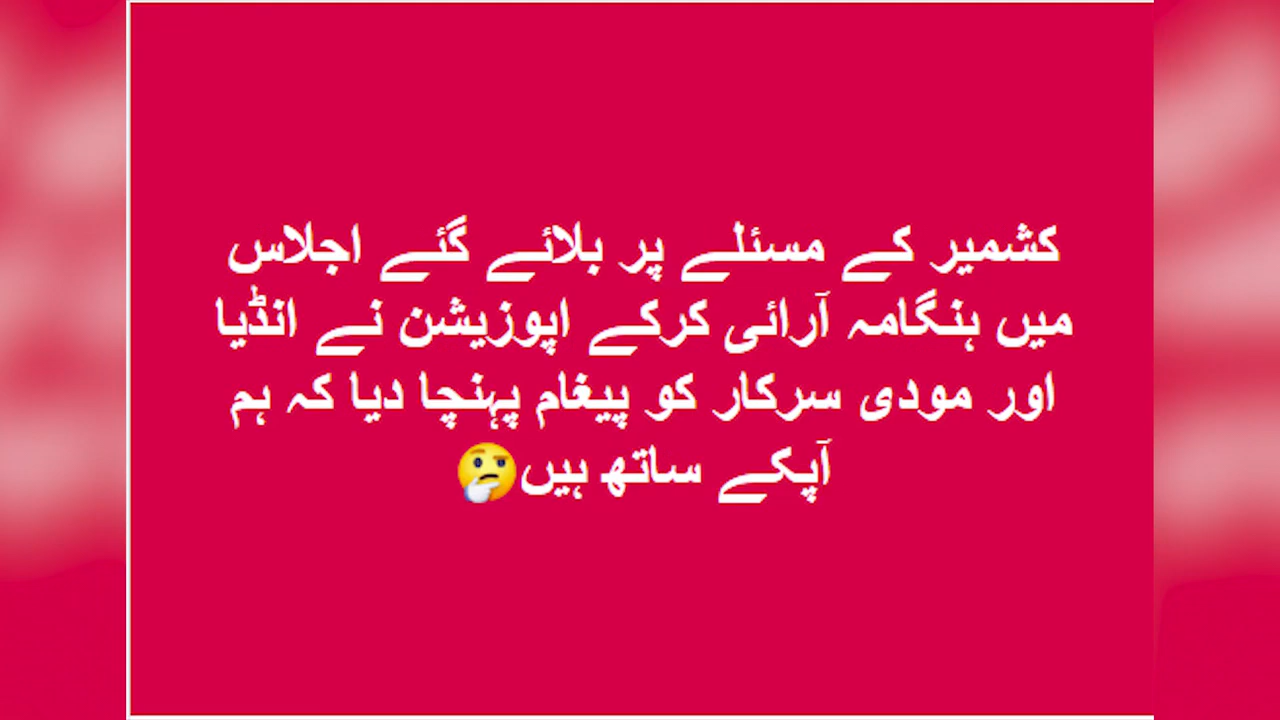 کشمیر کے مسئلے پر بلائے گئے اجلاس
میں ہنگامہ آرائی کرکے اپوزیشن نے انڈیا
اور مودی سرکار کو پیغام پہنچا دیا کہ ہم
آپکے ساتھ ہیں🤔